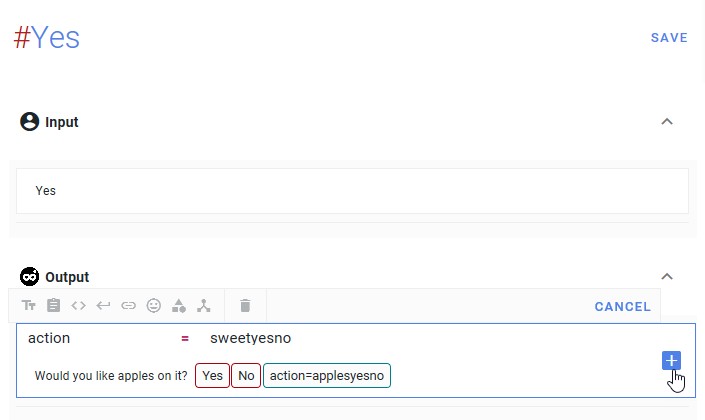 #Yes
SAVE
Input
Yes
Output
CANCEL
action = sweetyesno
Would you like apples on it? Yes No action=applesyesno